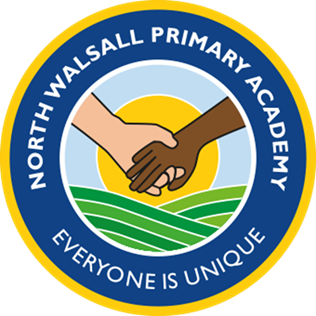 NORTH WALSALL PRIMARY ACADEMY
EVERYONE IS UNIQUE